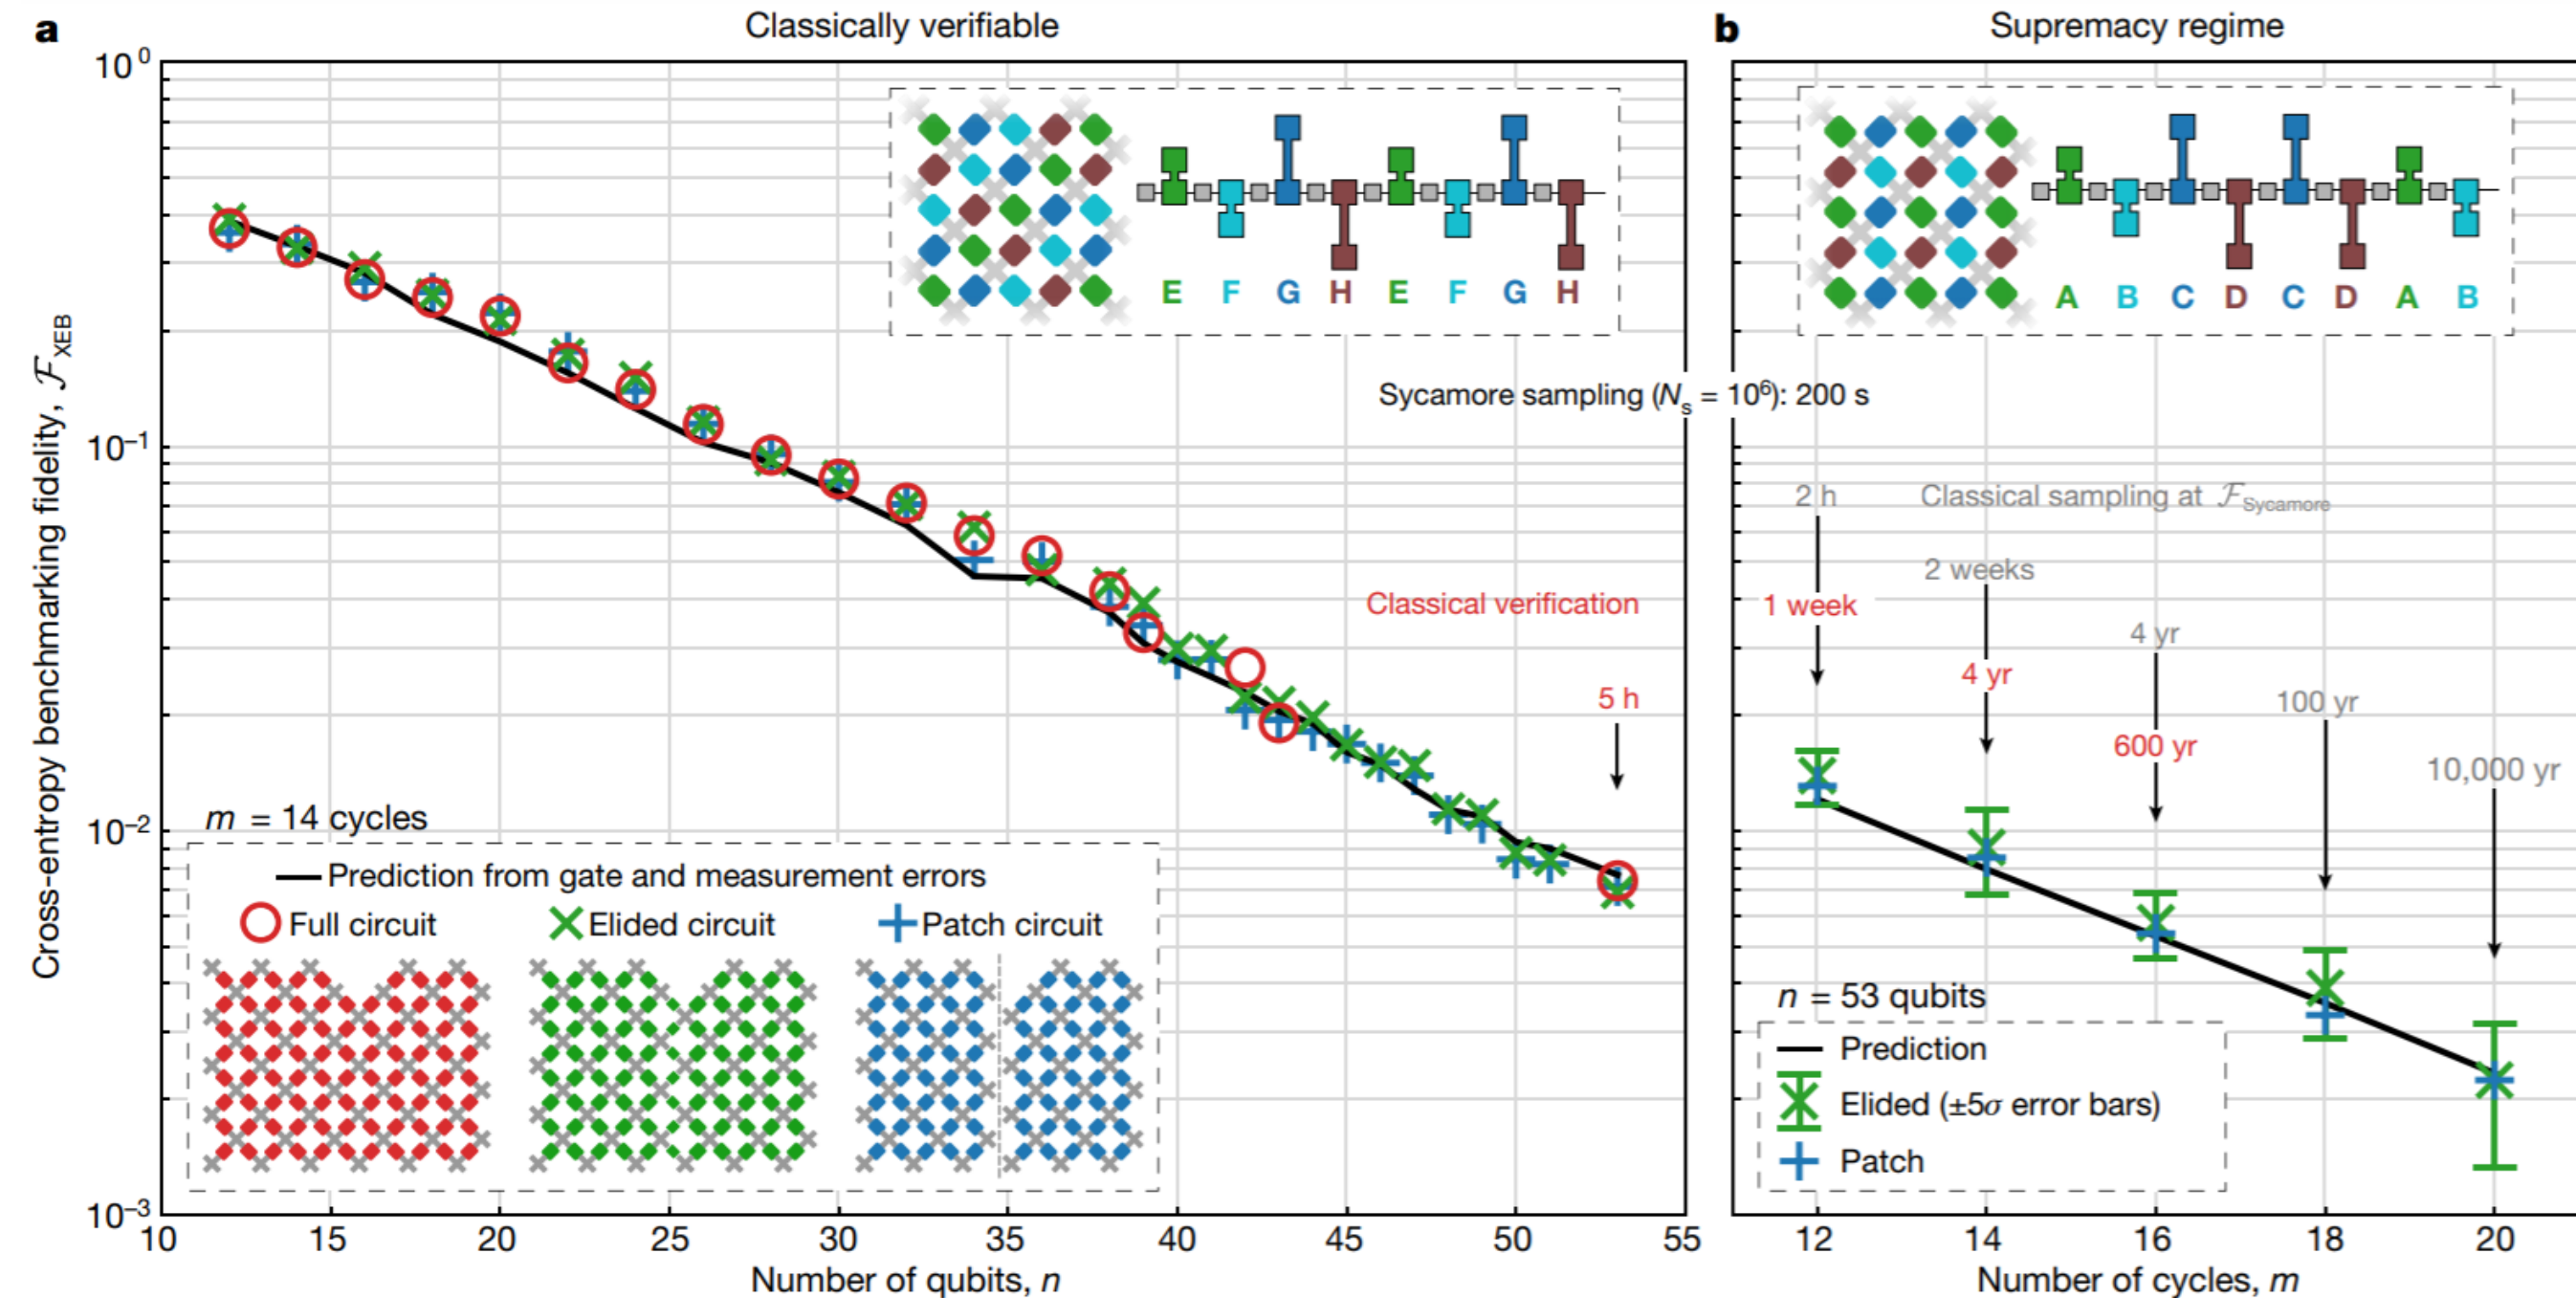 a
Classically verifiable
b
Supremacy regime
Cross-entropy benchmarking fidelity, ℱXEB
10⁰
10⁻¹
10⁻²
10⁻³
E F G H E F G H
A B C D C D A B
Sycamore sampling (Nₛ = 10⁶): 200 s
Classical verification
5 h
m = 14 cycles
Prediction from gate and measurement errors
Full circuit
Elided circuit
Patch circuit
10 15 20 25 30 35 40 45 50 55
Number of qubits, n
2 h
Classical sampling at ℱSycamore
2 weeks
1 week
4 yr
4 yr
600 yr
100 yr
10,000 yr
n = 53 qubits
Prediction
Elided (±5σ error bars)
Patch
12 14 16 18 20
Number of cycles, m